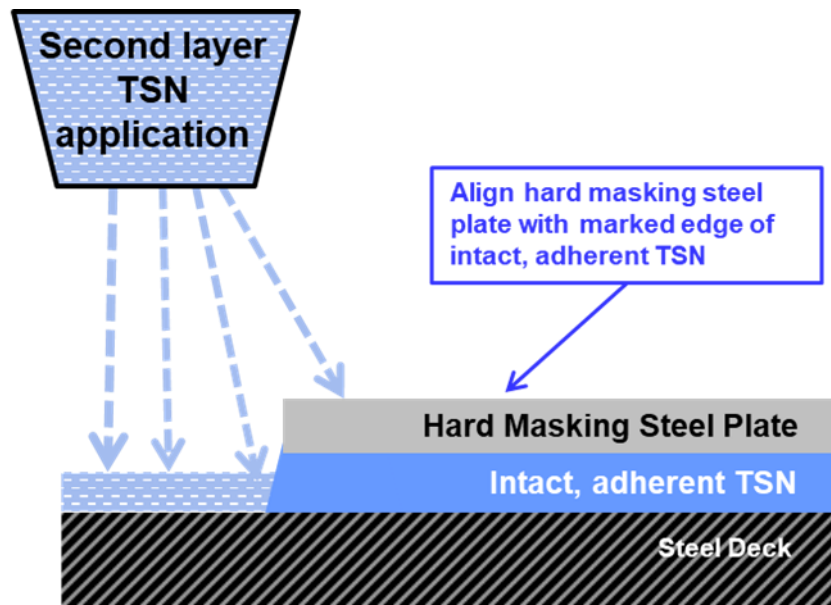 Second layer
TSN
application
Align hard masking steel
plate with marked edge of
intact, adherent TSN
Hard Masking Steel Plate
Intact, adherent TSN
Steel Deck